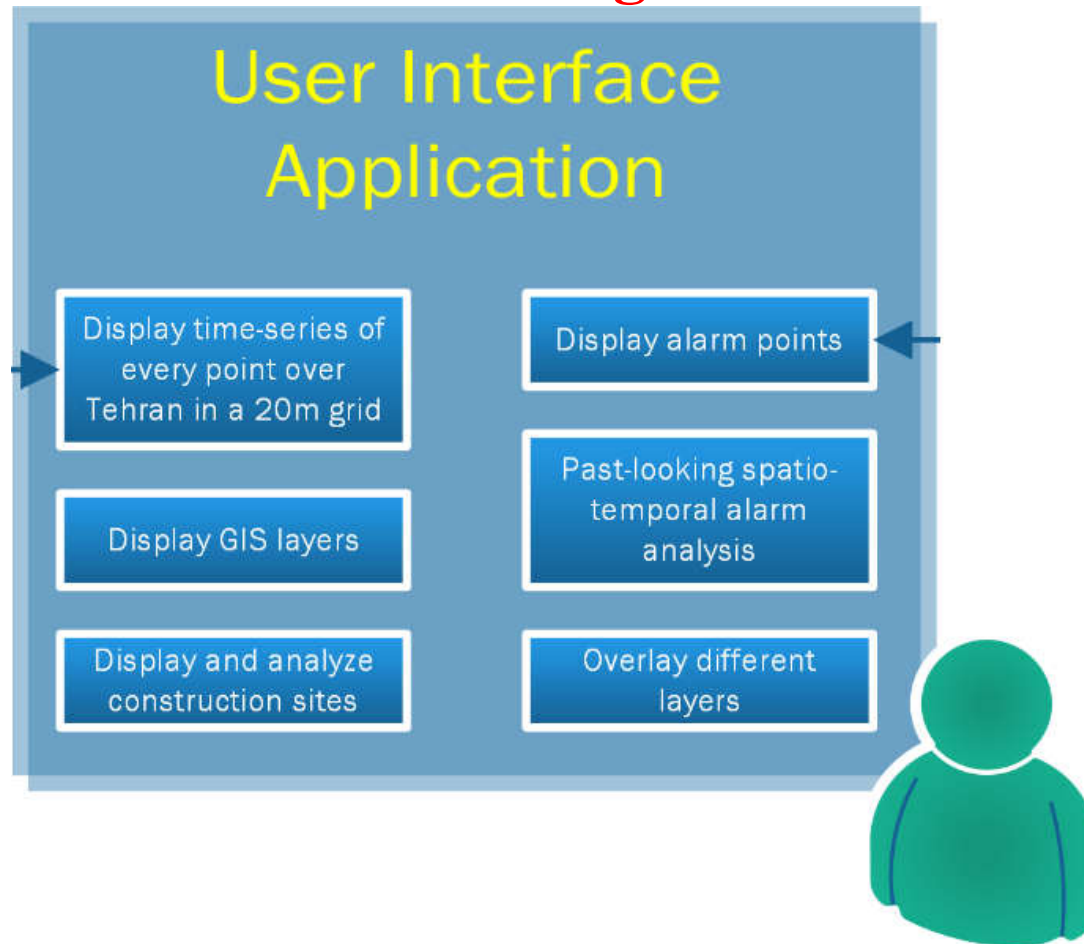 User Interface
Application
Display time-series of
every point over
Tehran in a 20m grid
Display GIS layers
Display and analyze
construction sites
Display alarm points
Past-looking spatio-
temporal alarm
analysis
Overlay different
layers